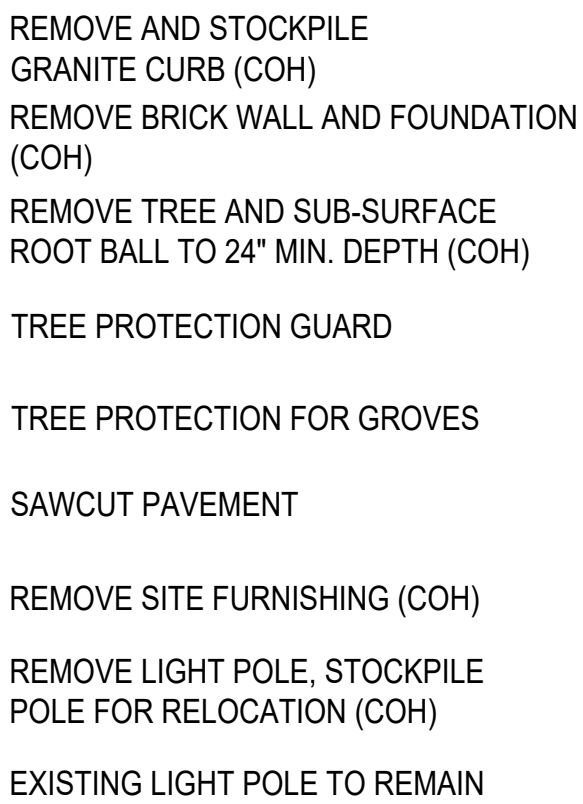 REMOVE AND STOCKPILE
GRANITE CURB (COH)
REMOVE BRICK WALL AND FOUNDATION
(COH)
REMOVE TREE AND SUB-SURFACE
ROOT BALL TO 24" MIN. DEPTH (COH)
TREE PROTECTION GUARD
TREE PROTECTION FOR GROVES
SAWCUT PAVEMENT
REMOVE SITE FURNISHING (COH)
REMOVE LIGHT POLE, STOCKPILE
POLE FOR RELOCATION (COH)
EXISTING LIGHT POLE TO REMAIN